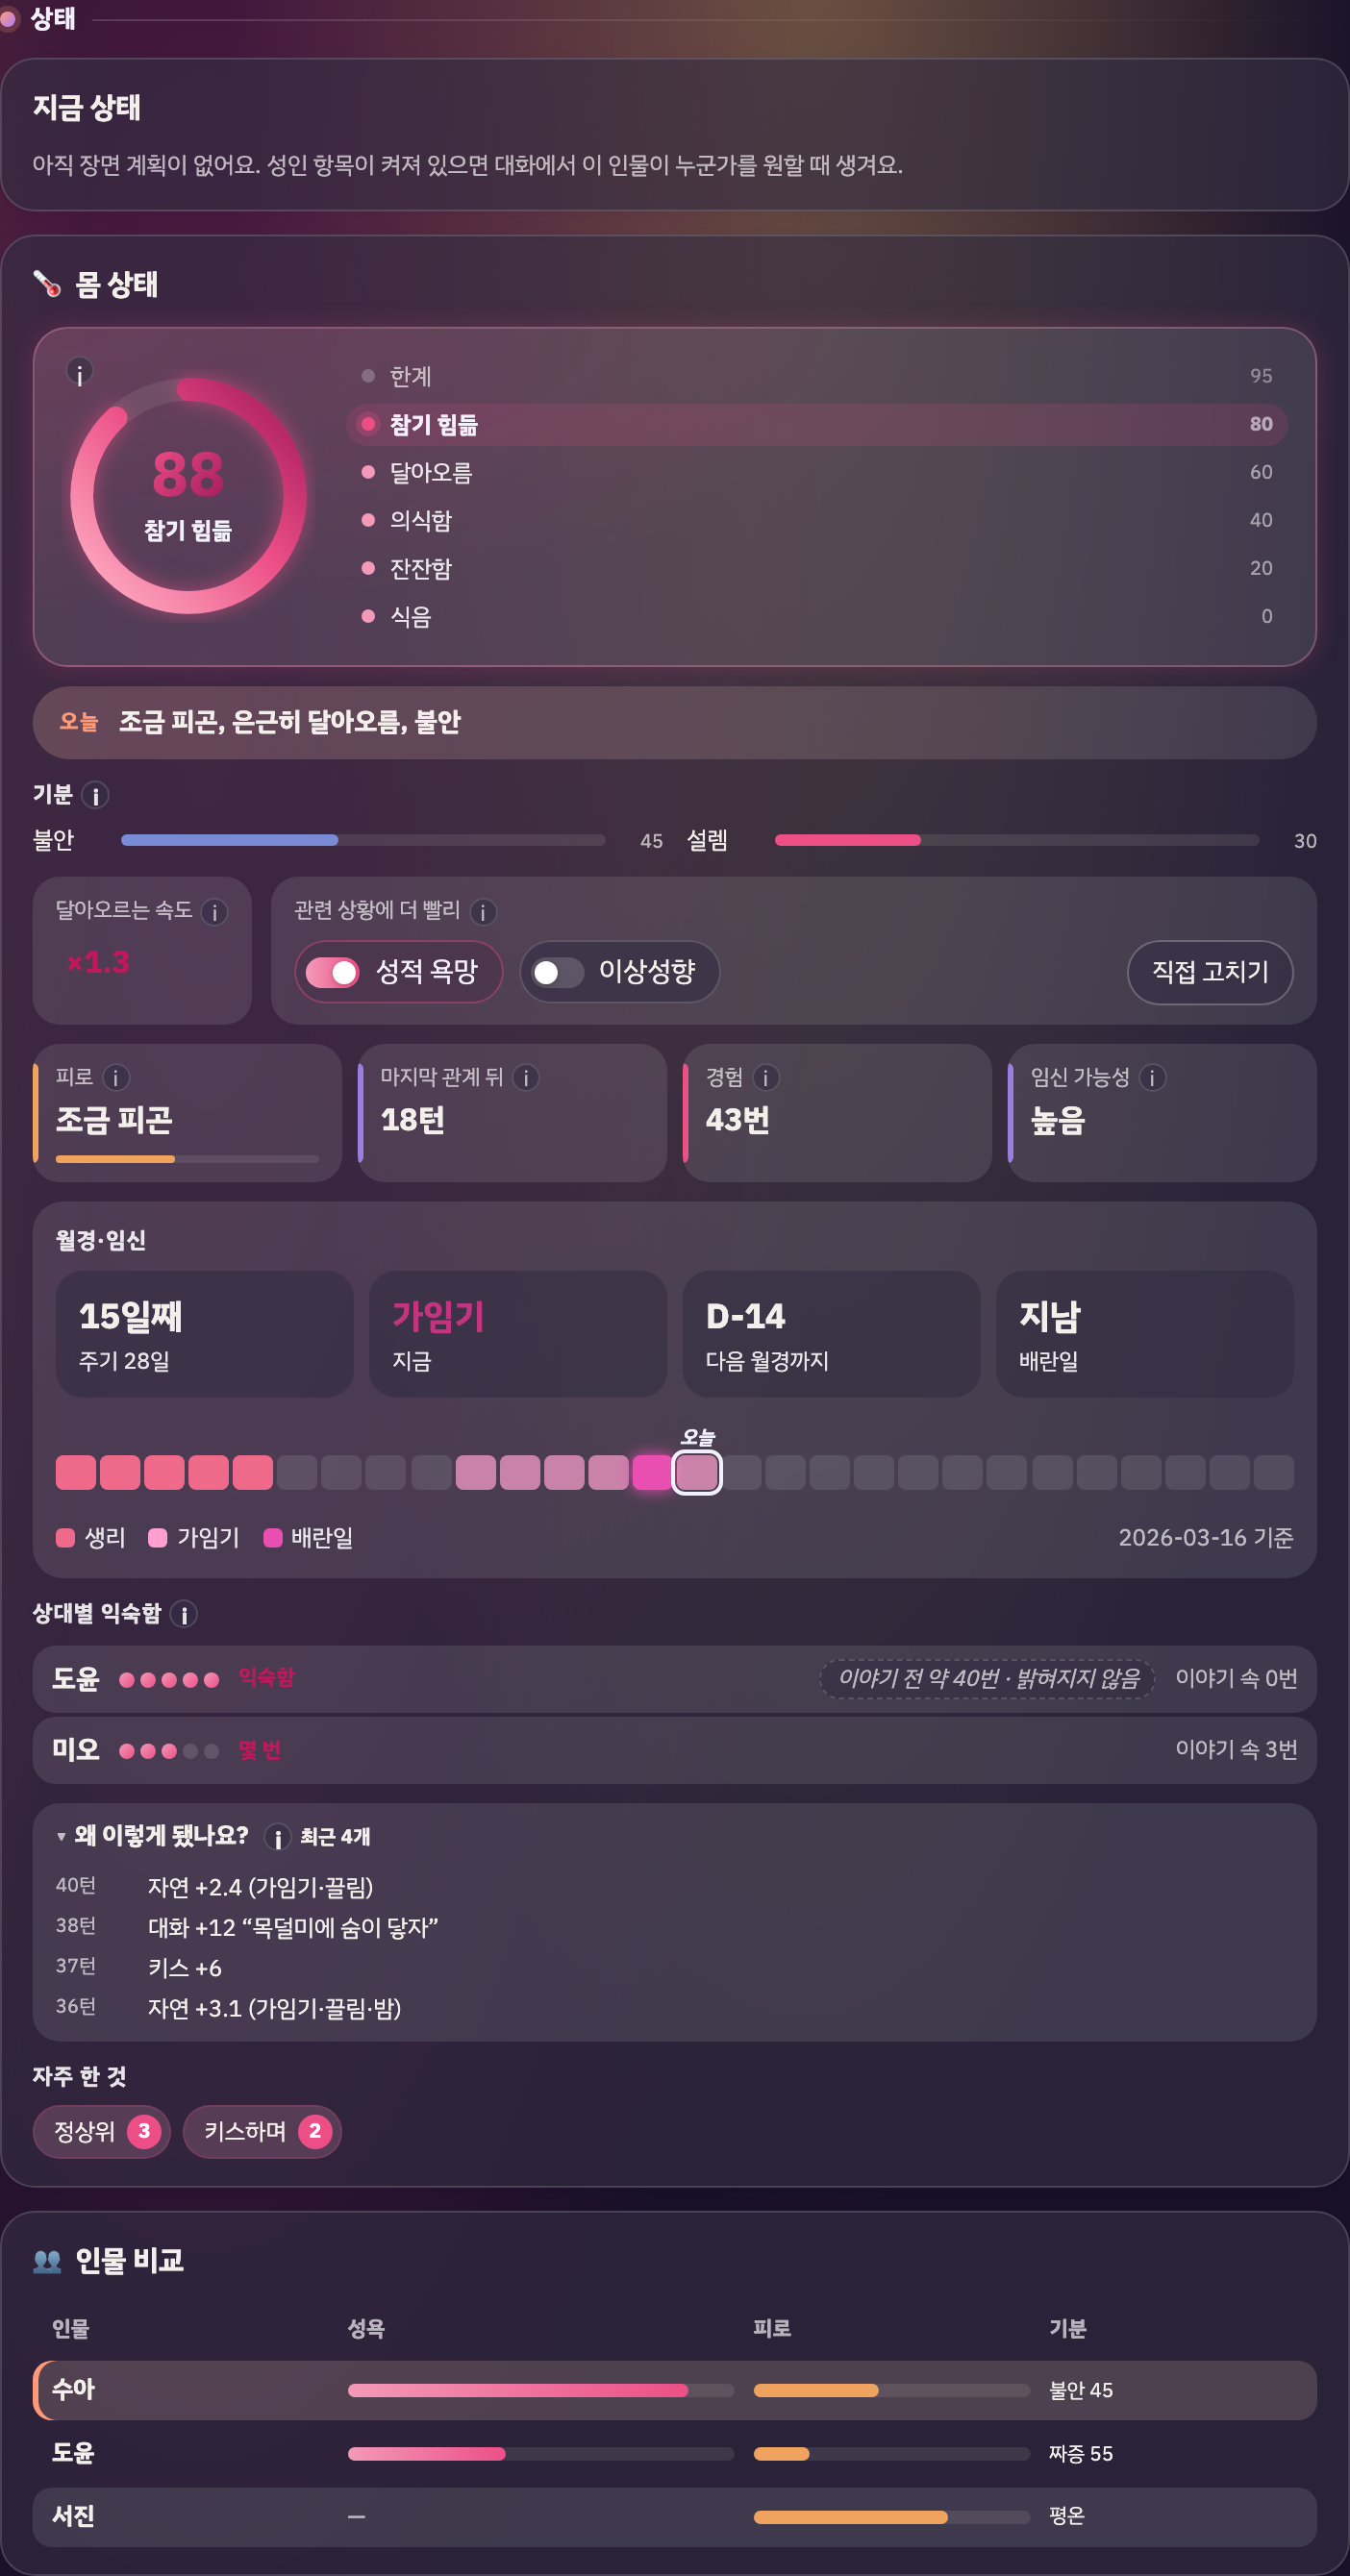 상태
지금 상태
아직 장면 계획이 없어요. 성인 항목이 켜져 있으면 대화에서 이 인물이 누군가를 원할 때 생겨요.
몸 상태
i
88
참기 힘듦
한계 95
참기 힘듦 80
달아오름 60
의식함 40
잔잔함 20
식음 0
오늘 조금 피곤, 은근히 달아오름, 불안
기분 i
불안 45 설렘 30
달아오르는 속도 i
×1.3
관련 상황에 더 빨리 i
성적 욕망 이상성향 직접 고치기
피로 i
조금 피곤
마지막 관계 뒤 i
18턴
경험 i
43번
임신 가능성 i
높음
월경·임신
15일째
주기 28일
가임기
지금
D-14
다음 월경까지
지남
배란일
오늘
생리 가임기 배란일 2026-03-16 기준
상대별 익숙함 i
도윤 익숙함 이야기 전 약 40번 · 밝혀지지 않음 이야기 속 0번
미오 몇 번 이야기 속 3번
▼ 왜 이렇게 됐나요? i 최근 4개
40턴 자연 +2.4 (가임기·끌림)
38턴 대화 +12 “목덜미에 숨이 닿자”
37턴 키스 +6
36턴 자연 +3.1 (가임기·끌림·밤)
자주 한 것
정상위 3 키스하며 2
인물 비교
인물 성욕 피로 기분
수아 불안 45
도윤 짜증 55
서진 — 평온